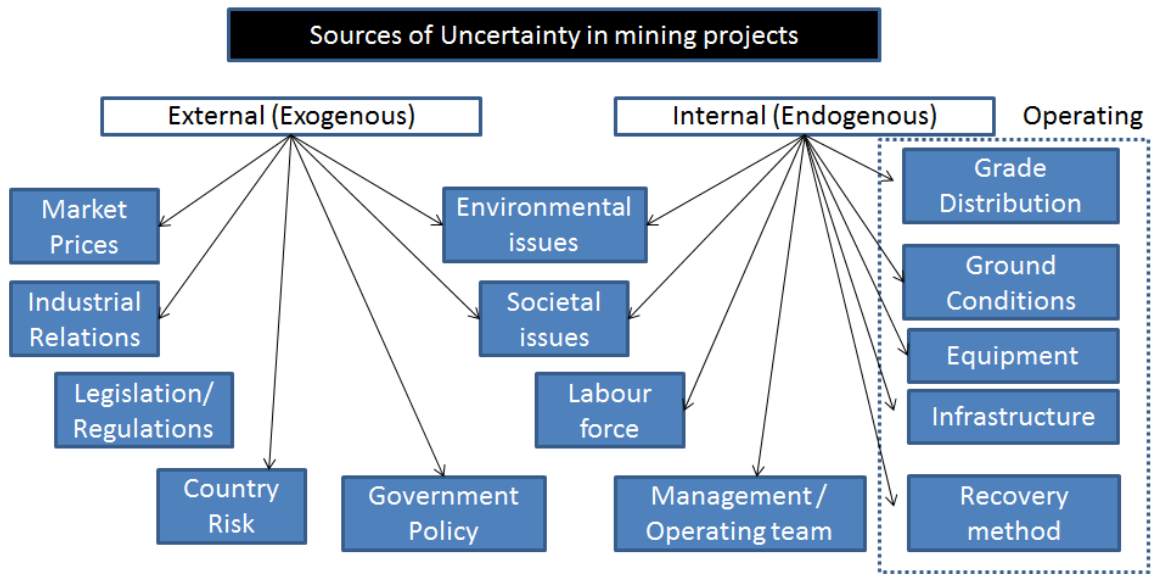 Sources of Uncertainty in mining projects
External (Exogenous)
Internal (Endogenous)
Operating
Market
Prices
Environmental
issues
Grade
Distribution
Industrial
Relations
Societal
issues
Ground
Conditions
Equipment
Legislation/
Regulations
Labour
force
Infrastructure
Country
Risk
Government
Policy
Management /
Operating team
Recovery
method